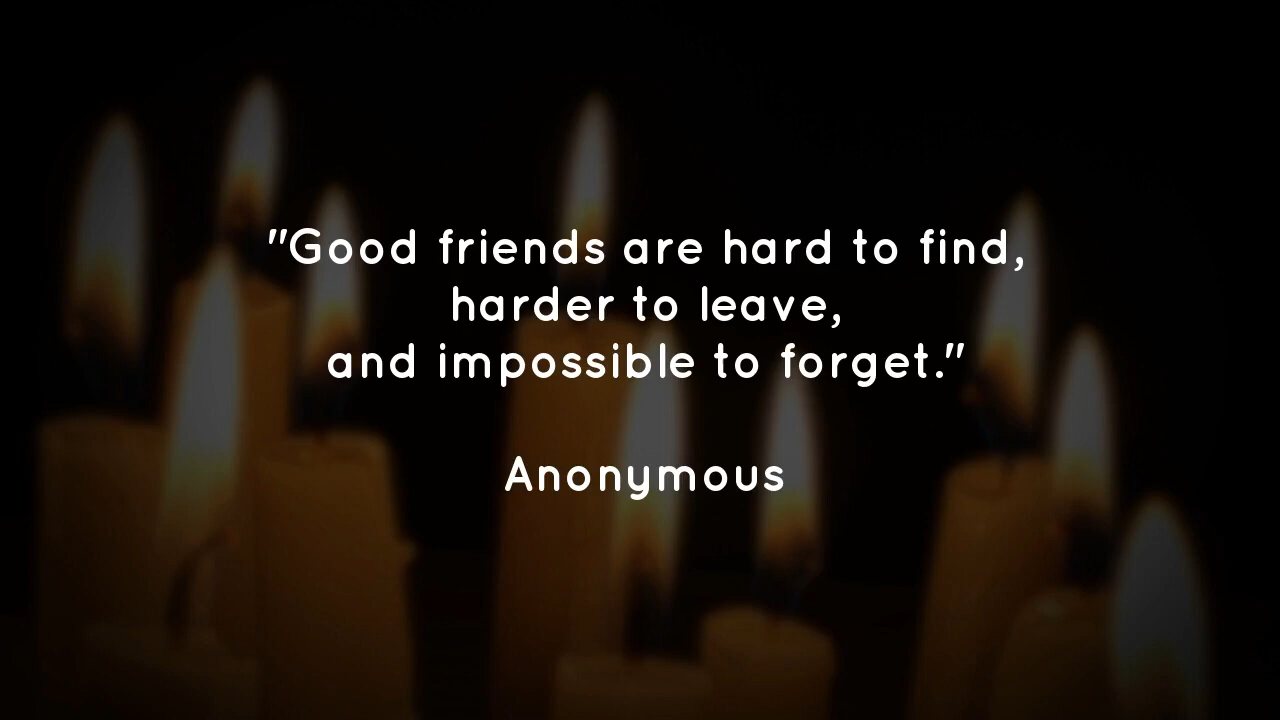 "Good friends are hard to find,
harder to leave,
and impossible to forget."
Anonymous